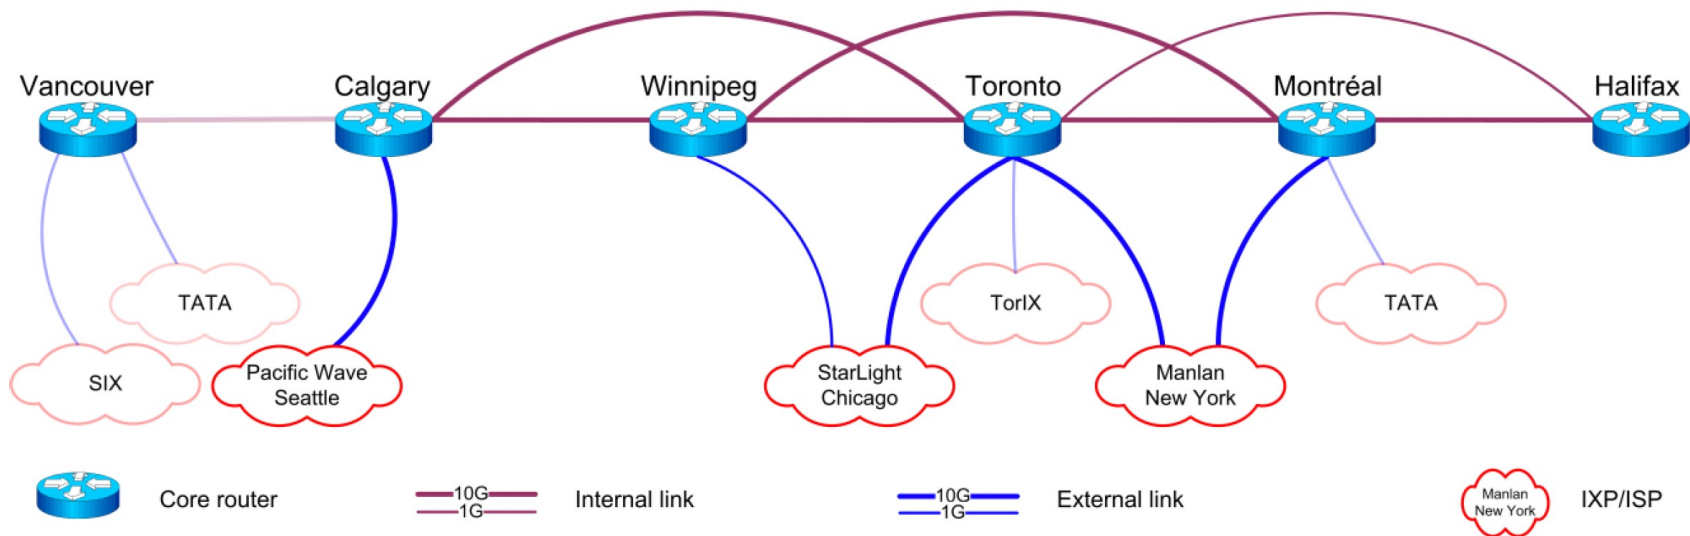 Vancouver
Calgary
Winnipeg
Toronto
Montréal
Halifax
TATA
TorIX
TATA
SIX
Pacific Wave
Seattle
StarLight
Chicago
Manlan
New York
Core router
10G
1G
Internal link
10G
1G
External link
Manlan
New York
IXP/ISP